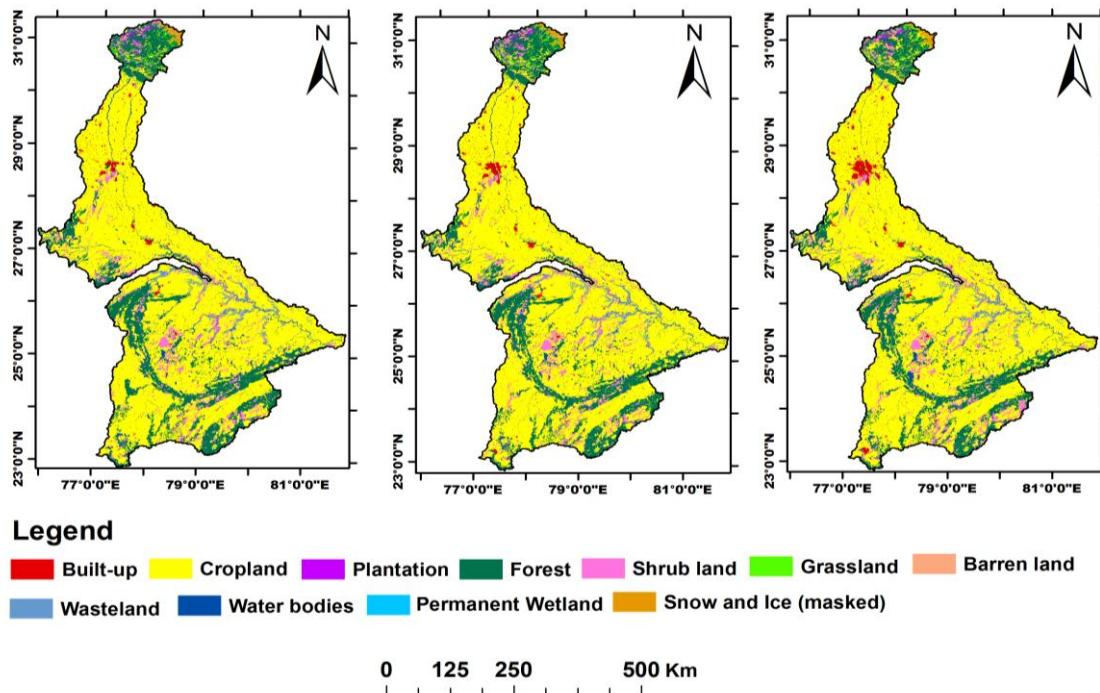 N N N
31°0'0"N 31°0'0"N 31°0'0"N
29°0'0"N 29°0'0"N 29°0'0"N
27°0'0"N 27°0'0"N 27°0'0"N
25°0'0"N 25°0'0"N 25°0'0"N
23°0'0"N 23°0'0"N 23°0'0"N
77°0'0"E 79°0'0"E 81°0'0"E 77°0'0"E 79°0'0"E 81°0'0"E 77°0'0"E 79°0'0"E 81°0'0"E
Legend
Built-up Cropland Plantation Forest Shrub land Grassland Barren land
Wasteland Water bodies Permanent Wetland Snow and Ice (masked)
0 125 250 500 Km